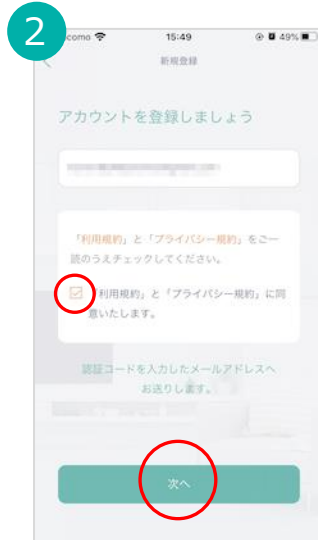 2
como 15:49 49%
新規登録
アカウントを登録しましょう
「利用規約」と「プライバシー規約」をご一
読のうえチェックしてください。
「利用規約」と「プライバシー規約」に同
意いたします。
認証コードを入力したメールアドレスへ
お送りします。
次へ